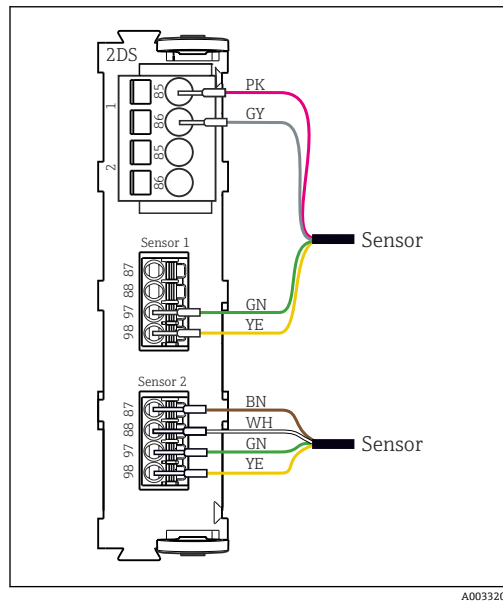 2DS
1
85
PK
86
GY
2
85
86
Sensor
Sensor 1
87
88
97
GN
98
YE
Sensor 2
87
BN
88
WH
97
GN
Sensor
98
YE
A003320